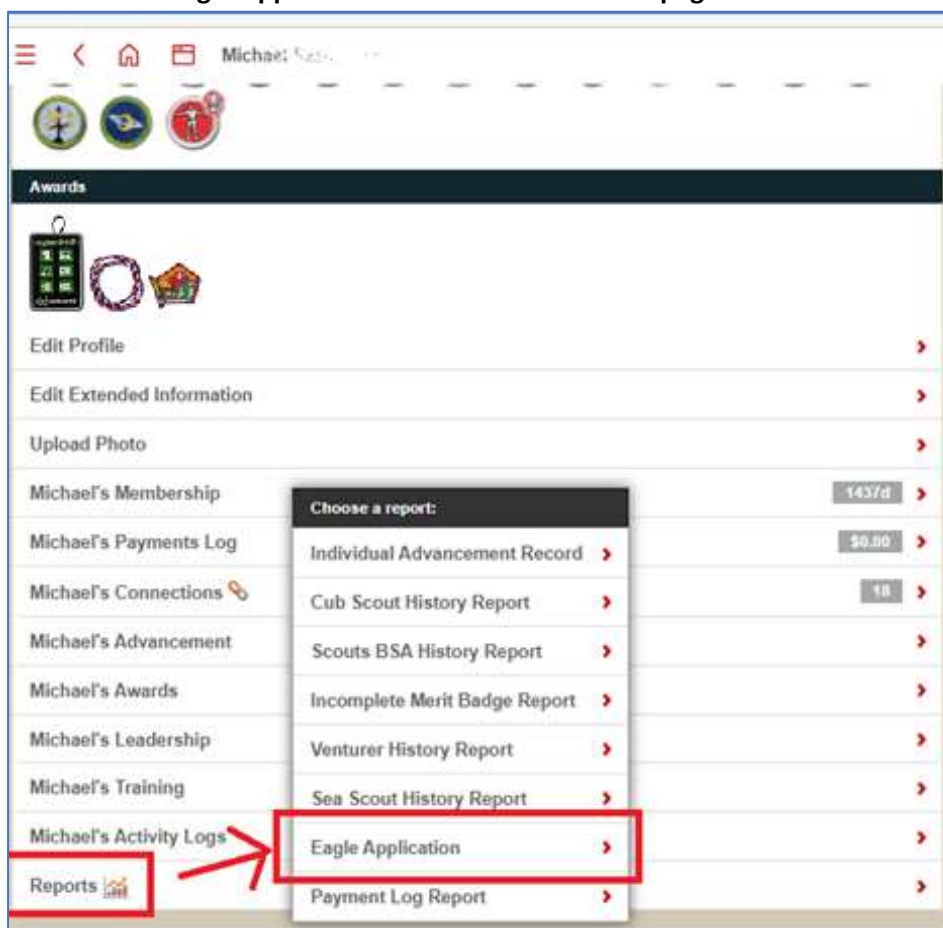 Michael
Awards
Edit Profile
Edit Extended Information
Upload Photo
Michael's Membership 1437d
Michael's Payments Log $0.00
Michael's Connections 18
Michael's Advancement
Michael's Awards
Michael's Leadership
Michael's Training
Michael's Activity Logs
Reports
Choose a report:
Individual Advancement Record
Cub Scout History Report
Scouts BSA History Report
Incomplete Merit Badge Report
Venturer History Report
Sea Scout History Report
Eagle Application
Payment Log Report